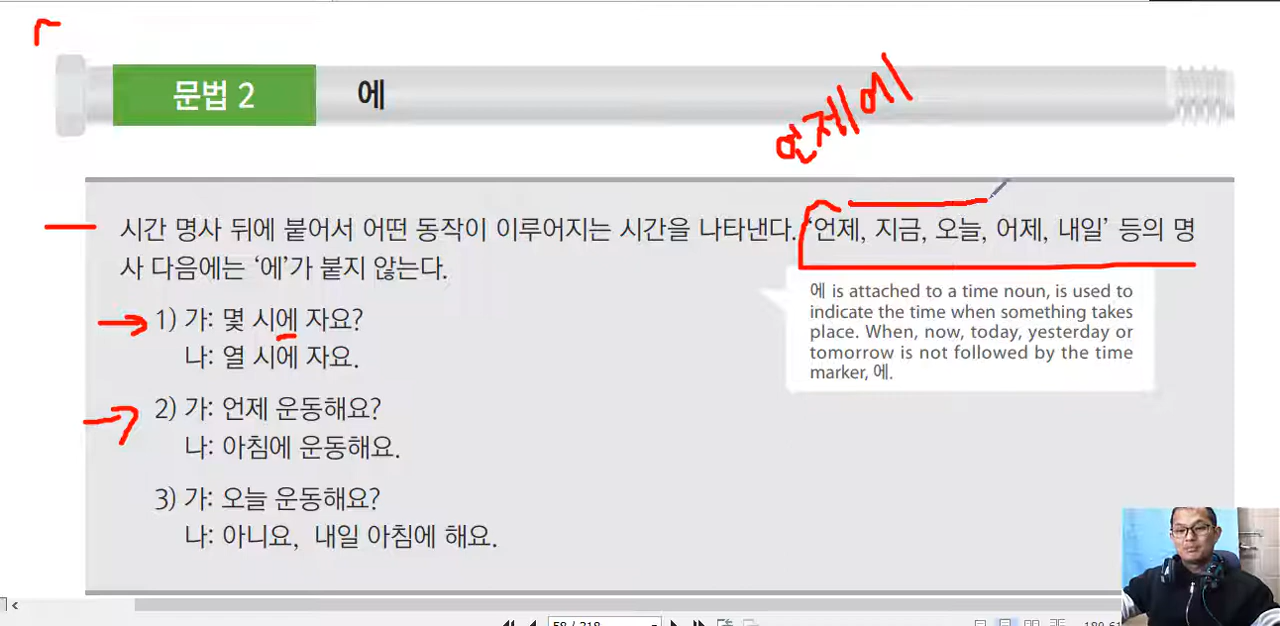 문법 2 에
언제에
시간 명사 뒤에 붙어서 어떤 동작이 이루어지는 시간을 나타낸다. ‘언제, 지금, 오늘, 어제, 내일’ 등의 명
사 다음에는 ‘에’가 붙지 않는다.
에 is attached to a time noun, is used to
indicate the time when something takes
place. When, now, today, yesterday or
tomorrow is not followed by the time
marker, 에.
1) 가: 몇 시에 자요?
나: 열 시에 자요.
2) 가: 언제 운동해요?
나: 아침에 운동해요.
3) 가: 오늘 운동해요?
나: 아니요, 내일 아침에 해요.
58 / 218